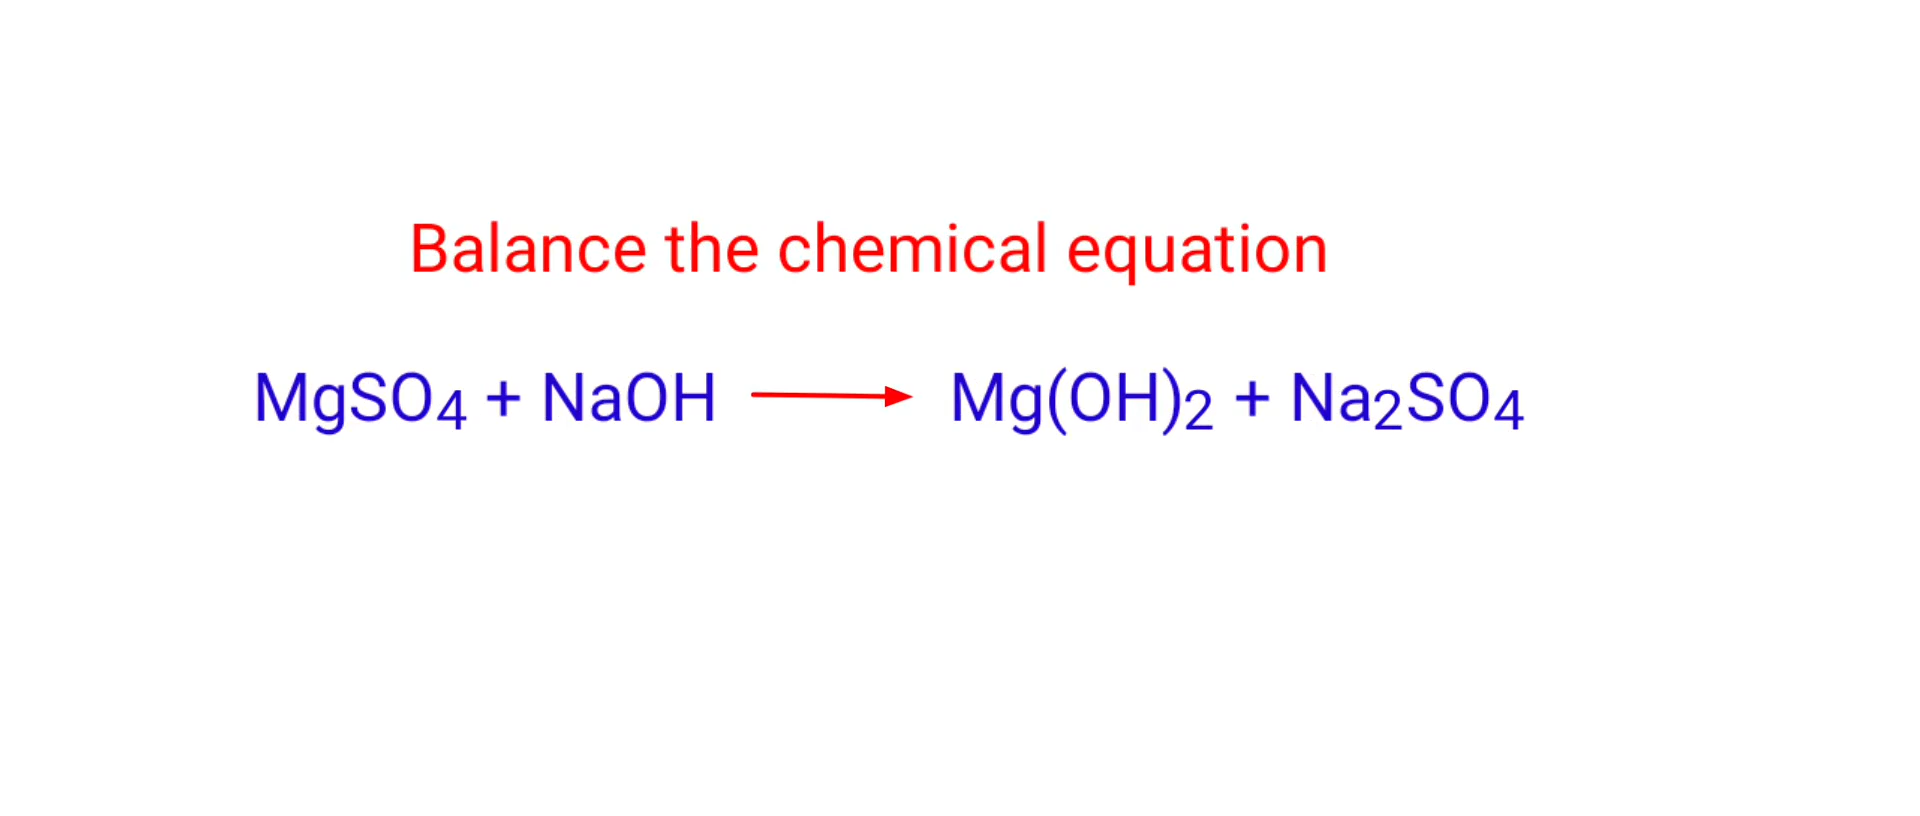 Balance the chemical equation
MgSO4 + NaOH ⟶ Mg(OH)2 + Na2SO4